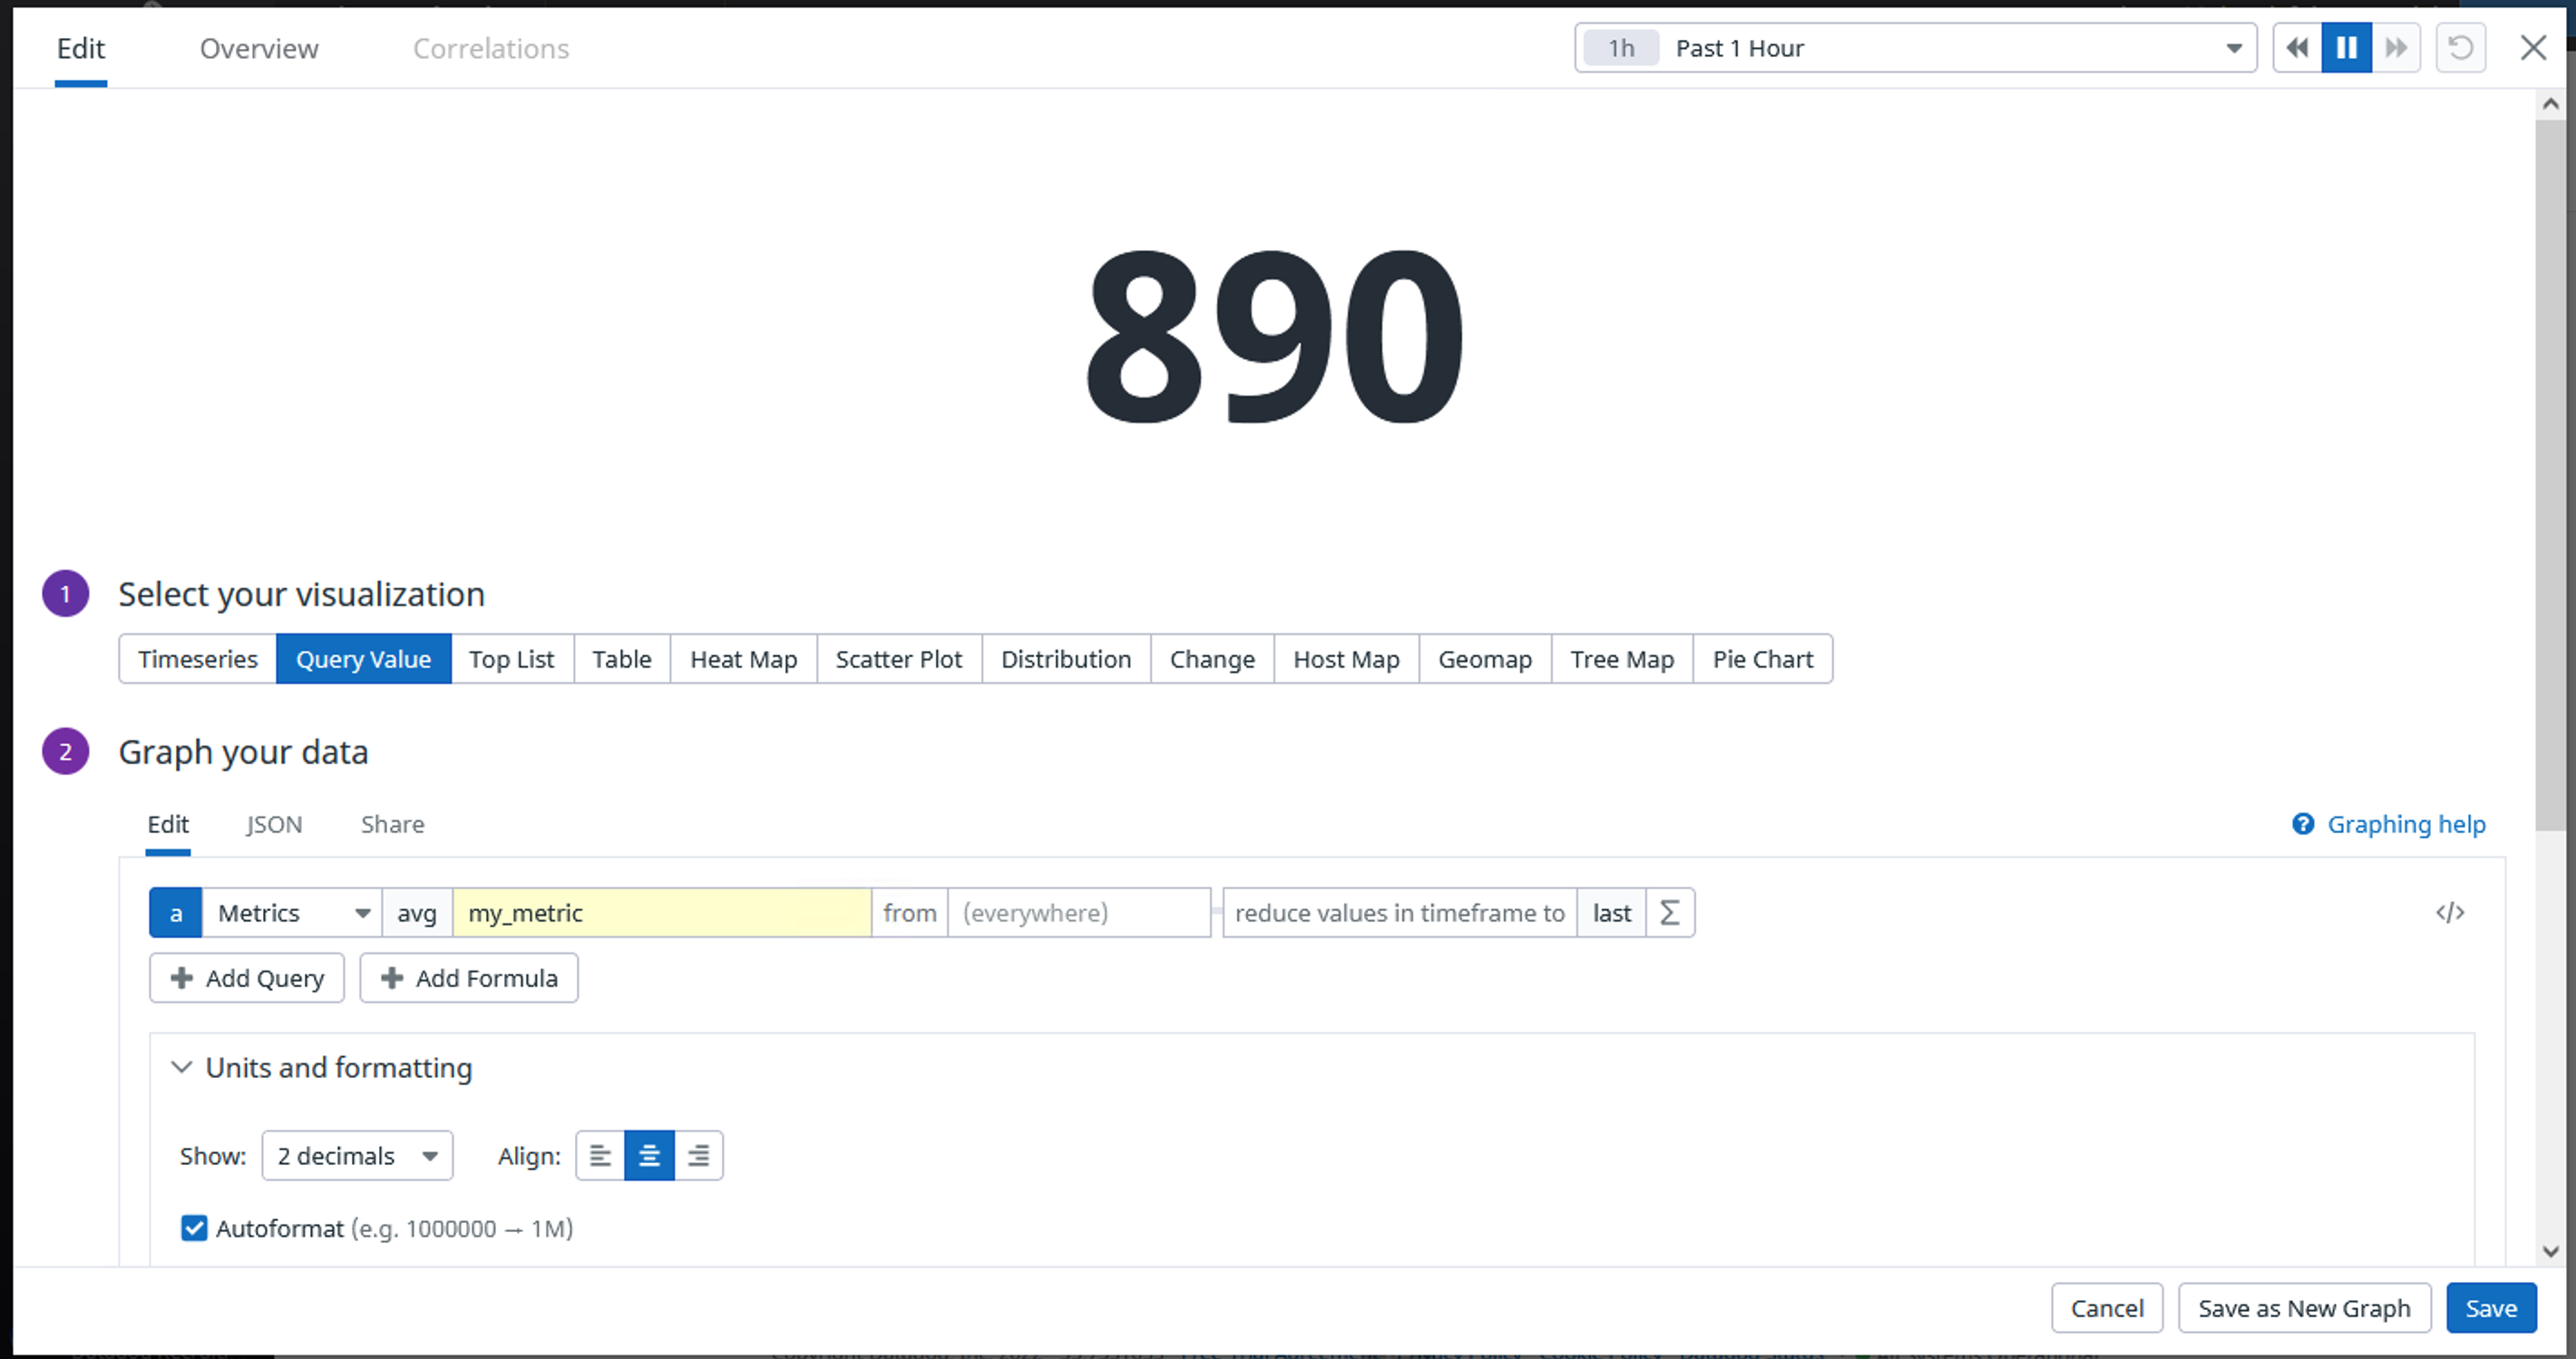 Edit Overview Correlations 1h Past 1 Hour
890
1 Select your visualization
Timeseries Query Value Top List Table Heat Map Scatter Plot Distribution Change Host Map Geomap Tree Map Pie Chart
2 Graph your data
Edit JSON Share Graphing help
a Metrics avg my_metric from (everywhere) reduce values in timeframe to last Σ </>
Add Query Add Formula
Units and formatting
Show: 2 decimals Align:
Autoformat (e.g. 1000000 → 1M)
Cancel Save as New Graph Save